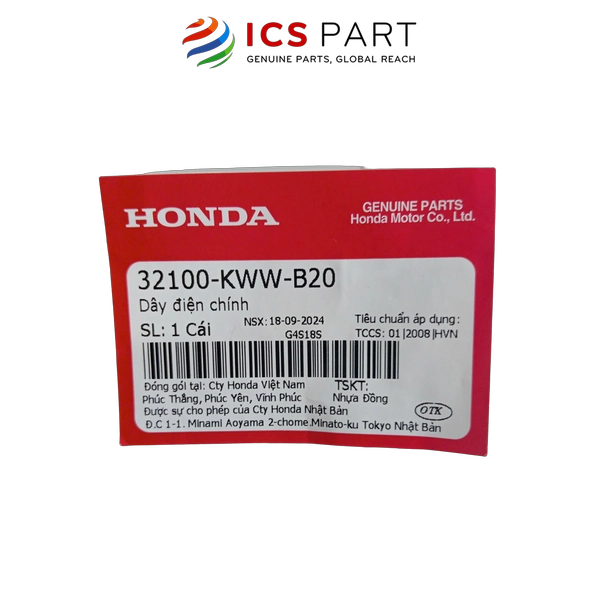 ICS PART
GENUINE PARTS, GLOBAL REACH
HONDA
GENUINE PARTS
Honda Motor Co., Ltd.
32100-KWW-B20
Dây điện chính
SL: 1 Cái
NSX: 18-09-2024
G4S18S
Tiêu chuẩn áp dụng:
TCCS: 01|2008|HVN
Đóng gói tại: Cty Honda Việt Nam
Phúc Thắng, Phúc Yên, Vĩnh Phúc
TSKT:
Nhựa Đồng
Được sự cho phép của Cty Honda Nhật Bản
Đ.C 1-1. Minami Aoyama 2-chome.Minato-ku Tokyo Nhật Bản
OTK